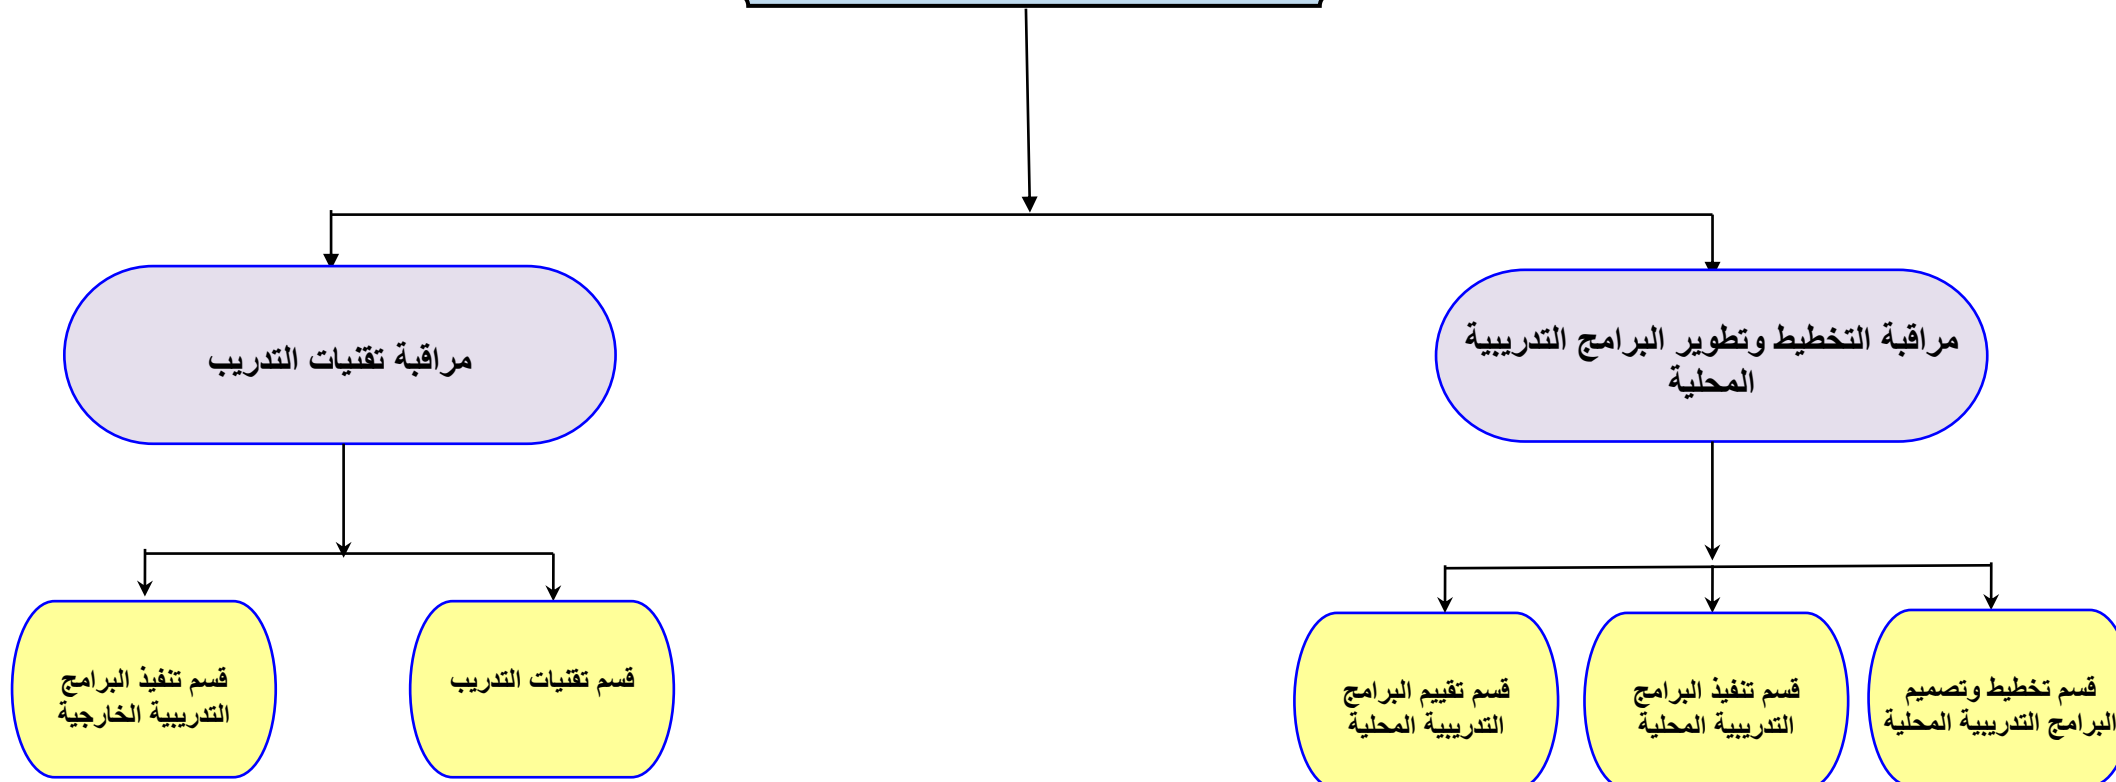 مراقبة التخطيط وتطوير البرامج التدريبية
المحلية
مراقبة تقنيات التدريب
قسم تخطيط وتصميم
البرامج التدريبية المحلية
قسم تنفيذ البرامج
التدريبية المحلية
قسم تقييم البرامج
التدريبية المحلية
قسم تقنيات التدريب
قسم تنفيذ البرامج
التدريبية الخارجية